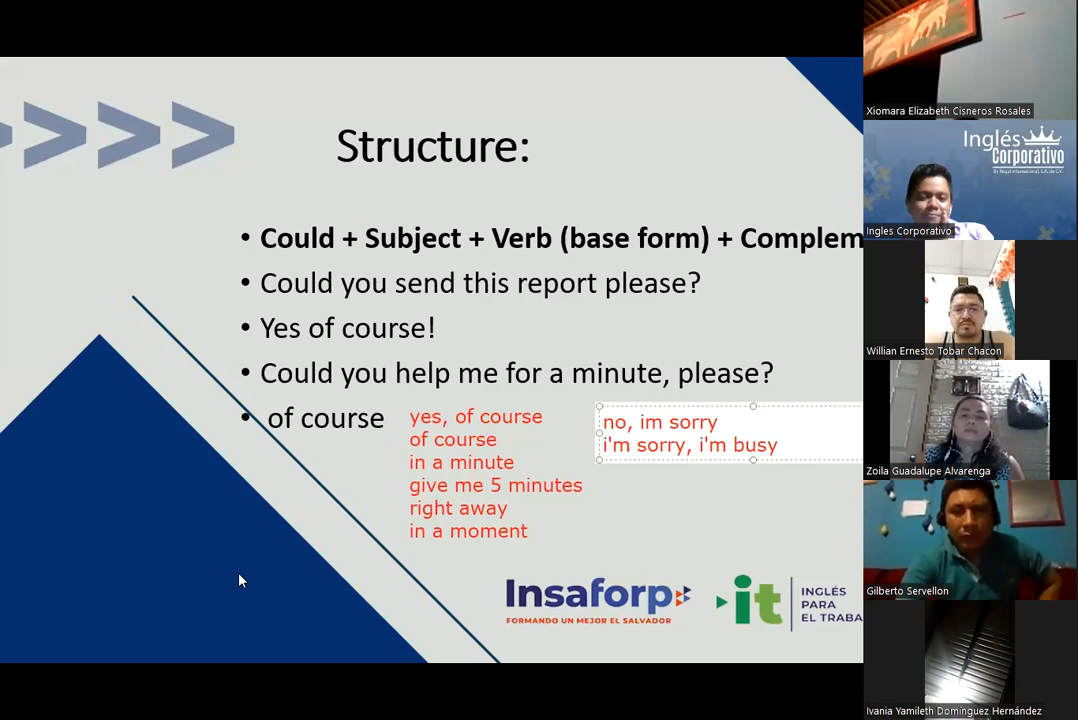 Structure:
• Could + Subject + Verb (base form) + Complem
• Could you send this report please?
• Yes of course!
• Could you help me for a minute, please?
• of course
yes, of course
of course
in a minute
give me 5 minutes
right away
in a moment
no, im sorry
i'm sorry, i'm busy
Insaforp
FORMANDO UN MEJOR EL SALVADOR
it
INGLÉS
PARA
EL TRABA
Xiomara Elizabeth Cisneros Rosales
Inglés
Corporativo
By Regal International, S.A. de C.V.
Ingles Corporativo
Willian Ernesto Tobar Chacon
Zoila Guadalupe Alvarenga
Gilberto Servellon
Ivania Yamileth Domínguez Hernández